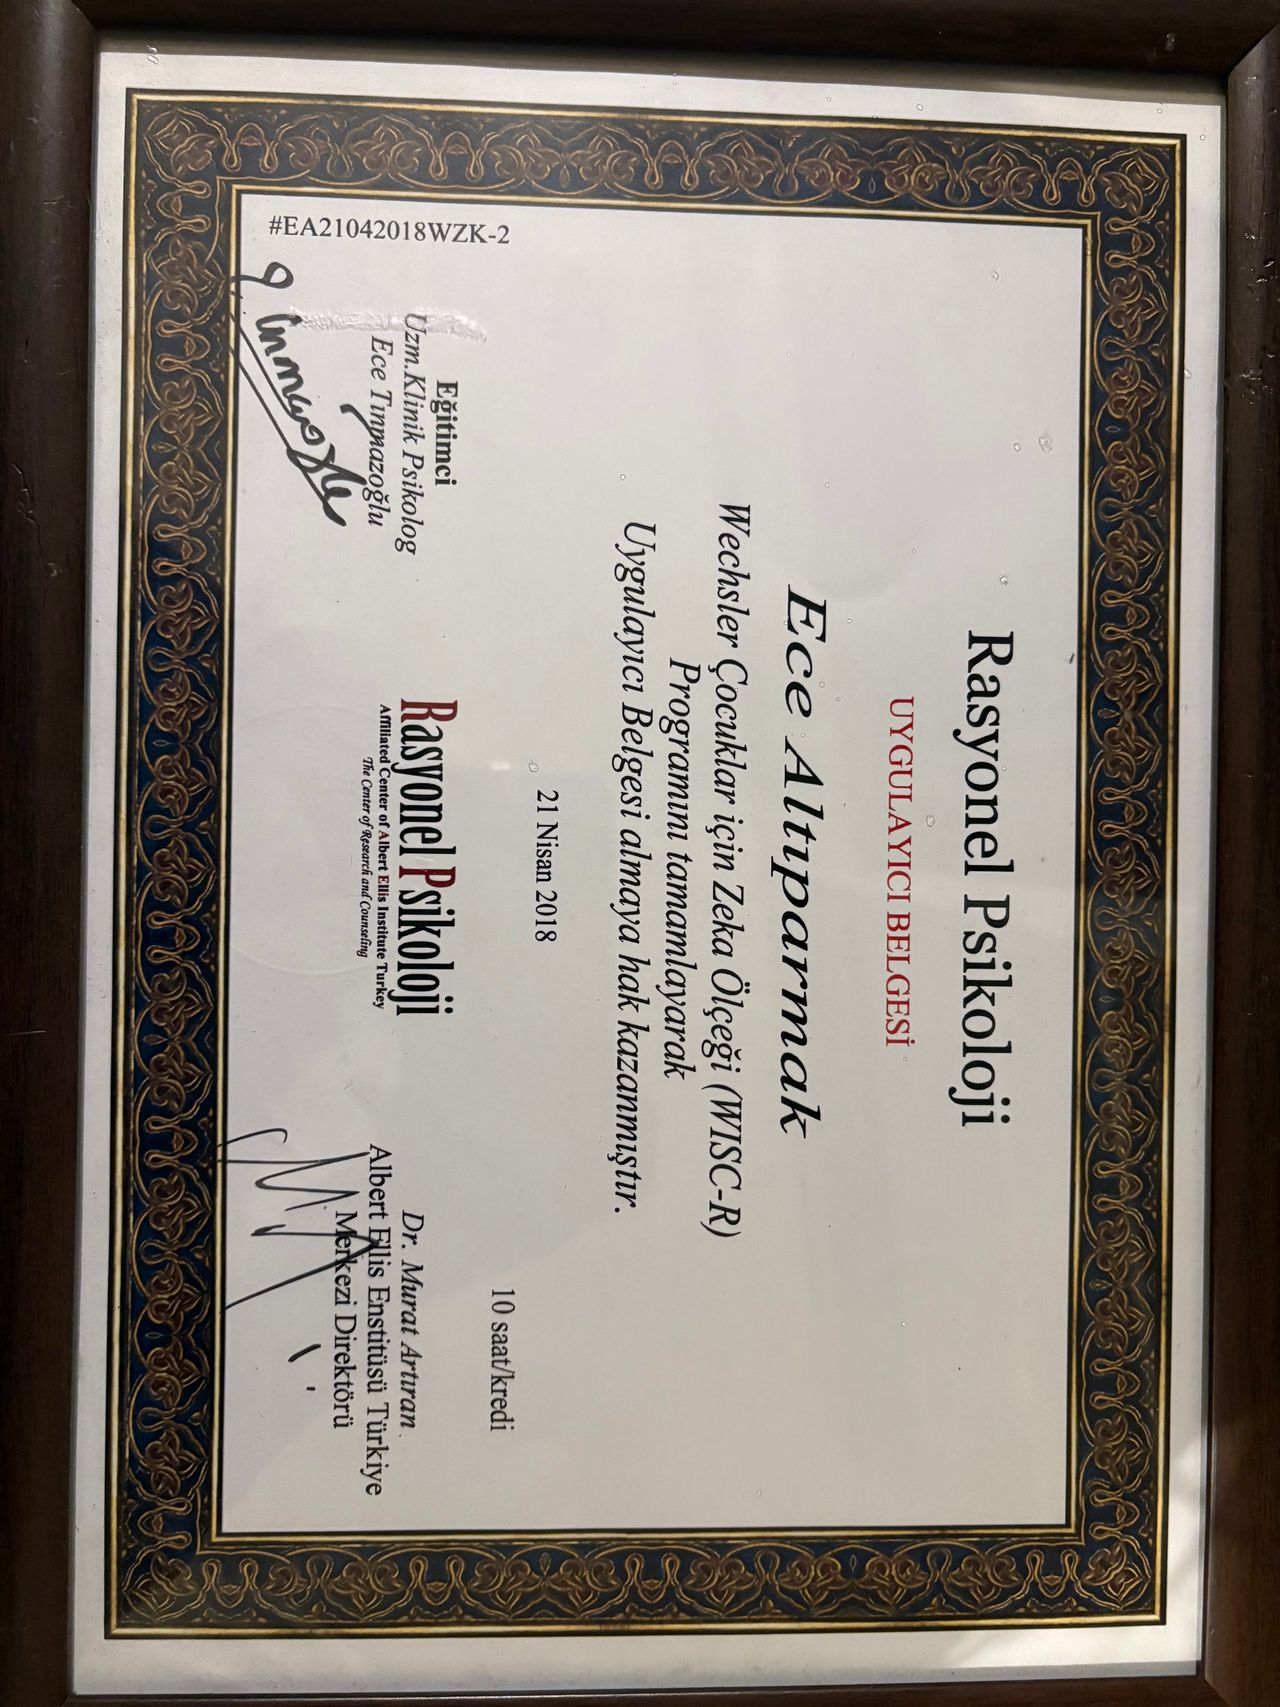 Rasyonel Psikoloji
UYGULAYICI BELGESİ
Ece Altıparmak
Wechsler Çocuklar için Zeka Ölçeği (WISC-R)
Programını tamamlayarak
Uygulayıcı Belgesi almaya hak kazanmıştır.
21 Nisan 2018
10 saat/kredi
Eğitimci
Uzm.Klinik Psikolog
Ece Tınmazoğlu
Rasyonel Psikoloji
Affiliated Center of Albert Ellis Institute Turkey
The Center of Research and Counseling
Dr. Murat Artıran
Albert Ellis Enstitüsü Türkiye
Merkezi Direktörü
#EA21042018WZK-2